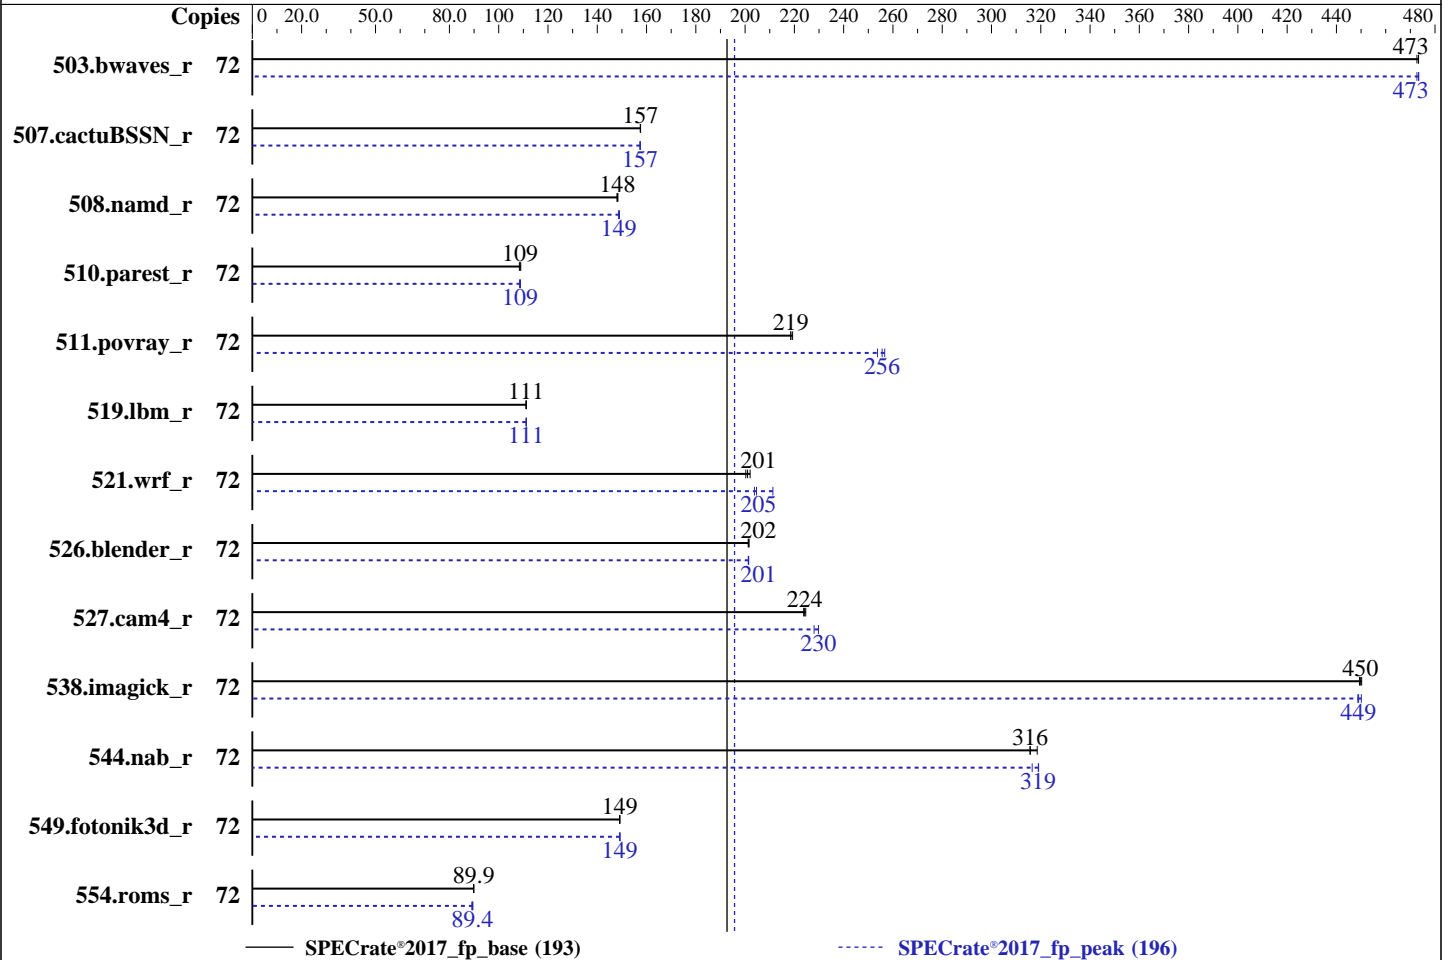 Copies 0 20.0 50.0 80.0 100 120 140 160 180 200 220 240 260 280 300 320 340 360 380 400 420 440 480
503.bwaves_r 72 473
473
507.cactuBSSN_r 72 157
157
508.namd_r 72 148
149
510.parest_r 72 109
109
511.povray_r 72 219
256
519.lbm_r 72 111
111
521.wrf_r 72 201
205
526.blender_r 72 202
201
527.cam4_r 72 224
230
538.imagick_r 72 450
449
544.nab_r 72 316
319
549.fotonik3d_r 72 149
149
554.roms_r 72 89.9
89.4
SPECrate®2017_fp_base (193) SPECrate®2017_fp_peak (196)